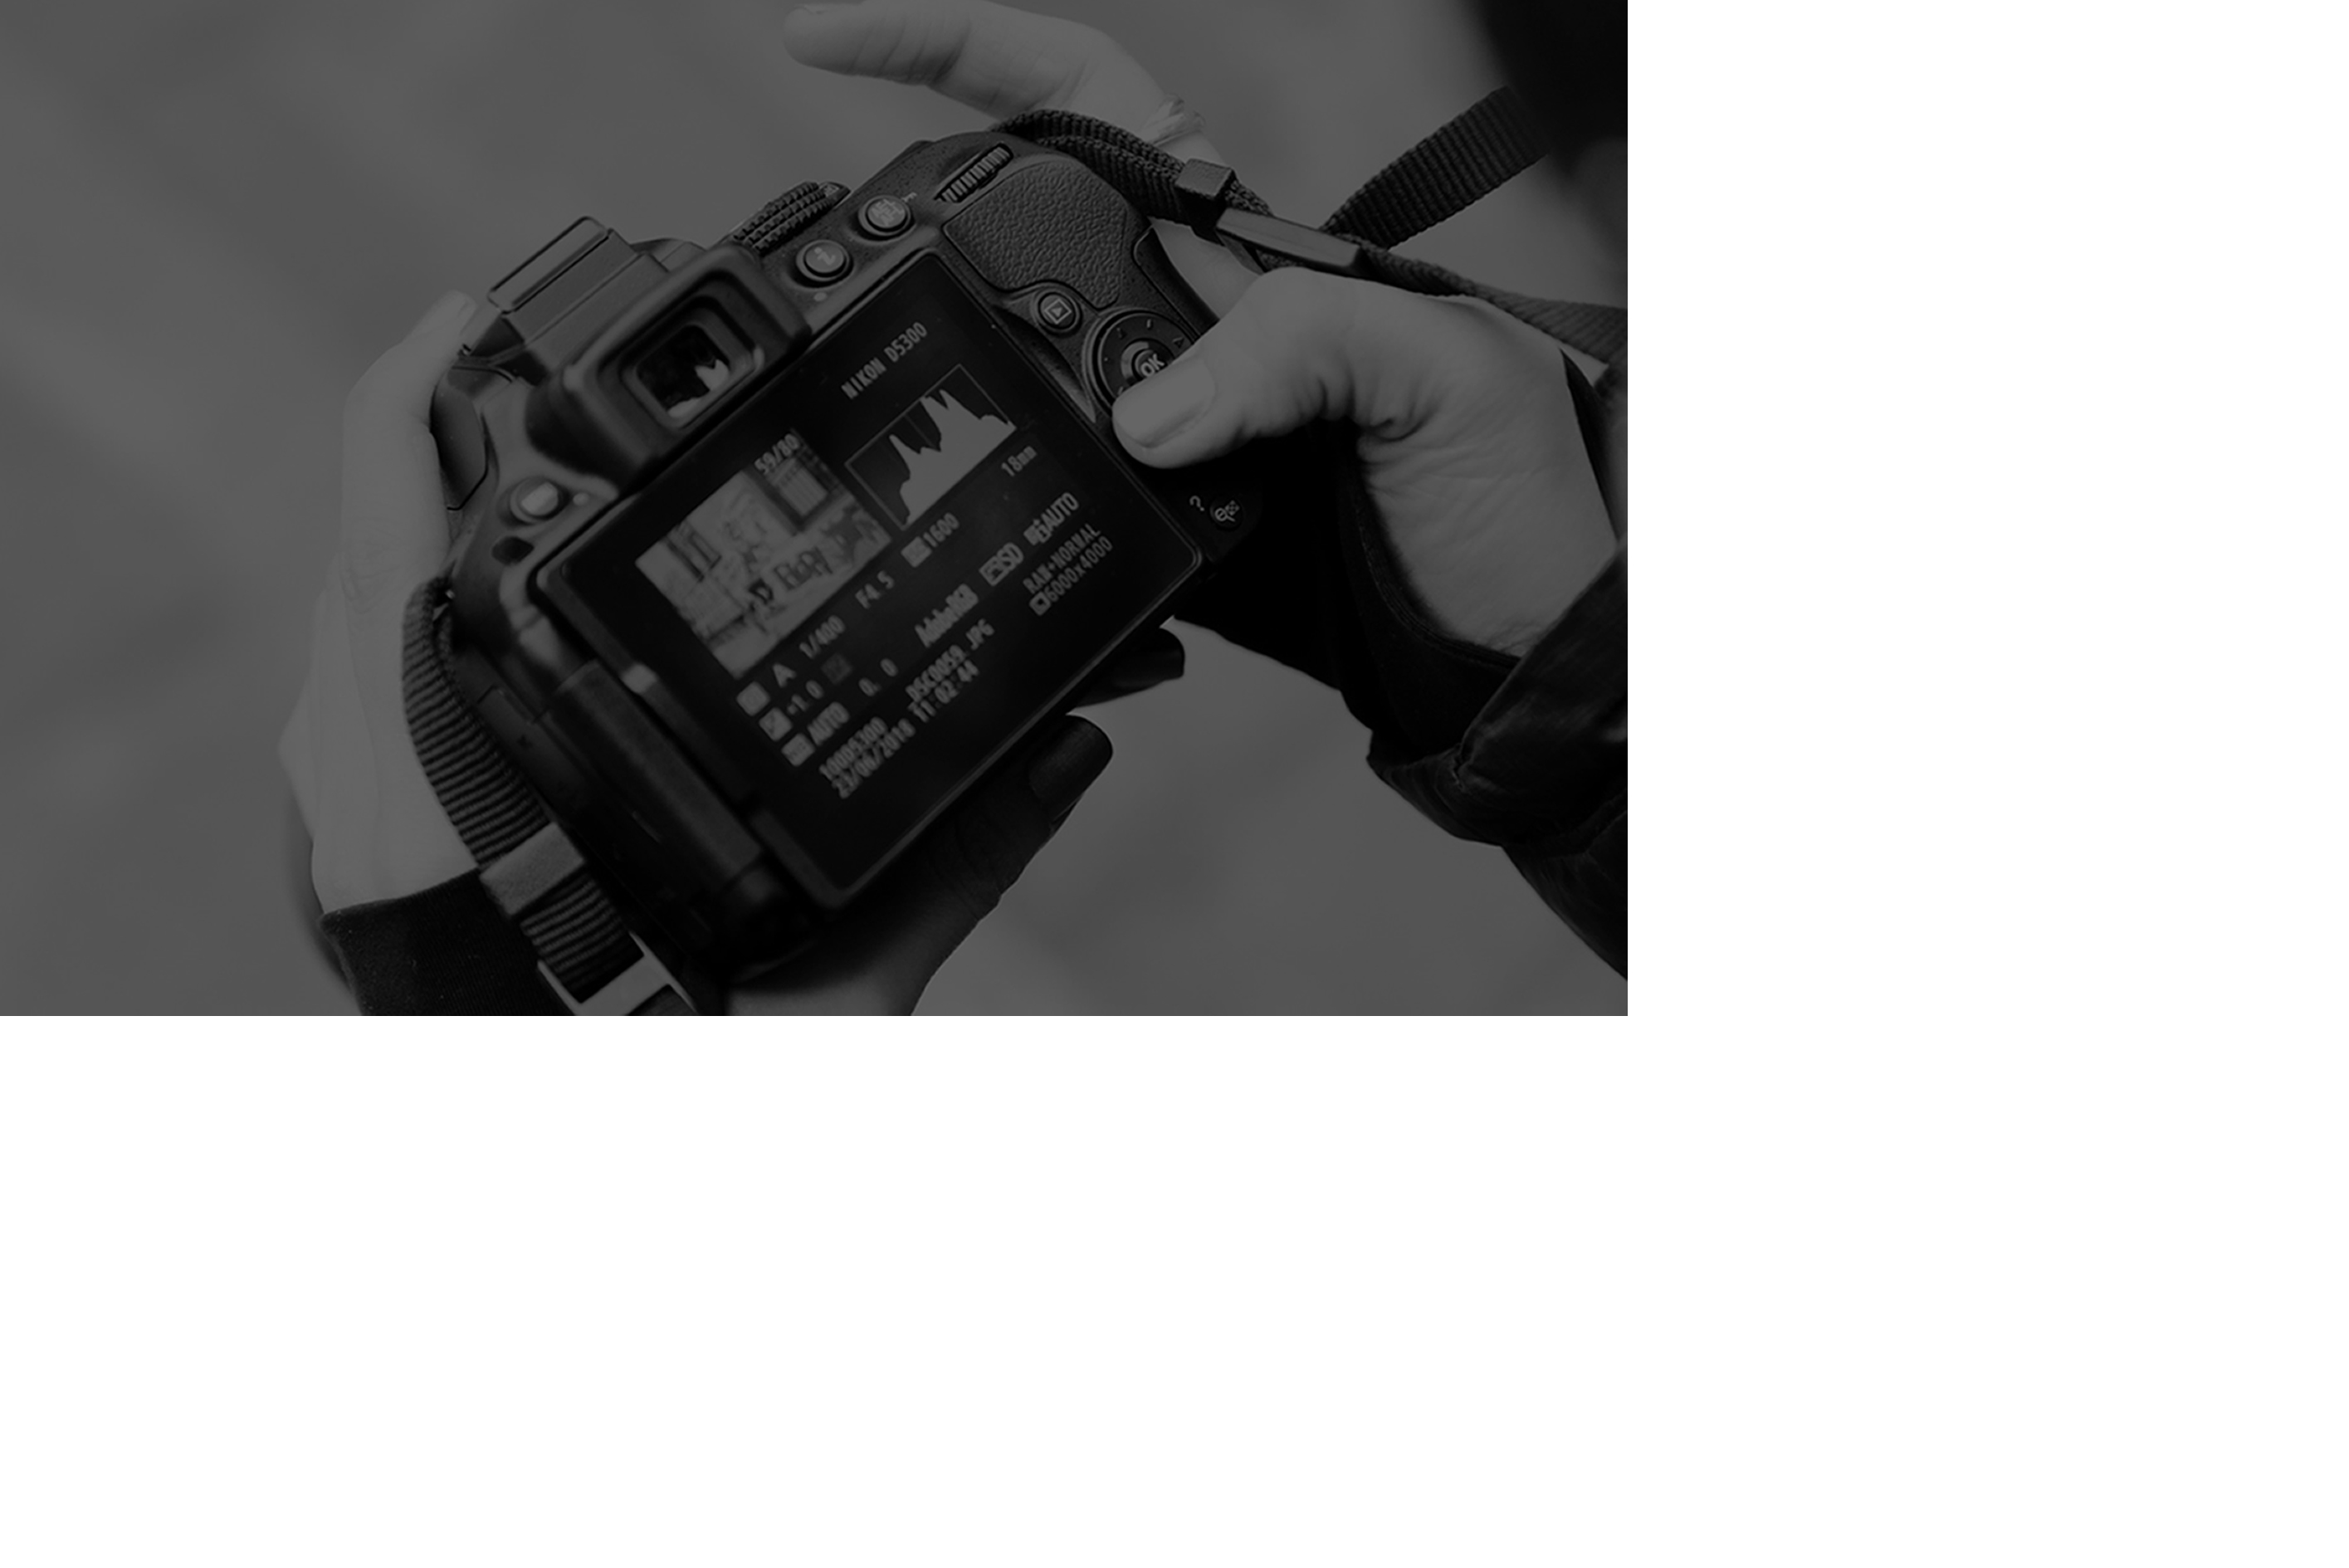 NIKON D5300
59/80
18mm
A 1/400 F4.5 1600
-1.0 SD AUTO
AUTO 0, 0 AdobeRGB RAW+NORMAL
6000x4000
100D5300 DSC0059.JPG
23/06/2018 11:02:44
i
OK
?